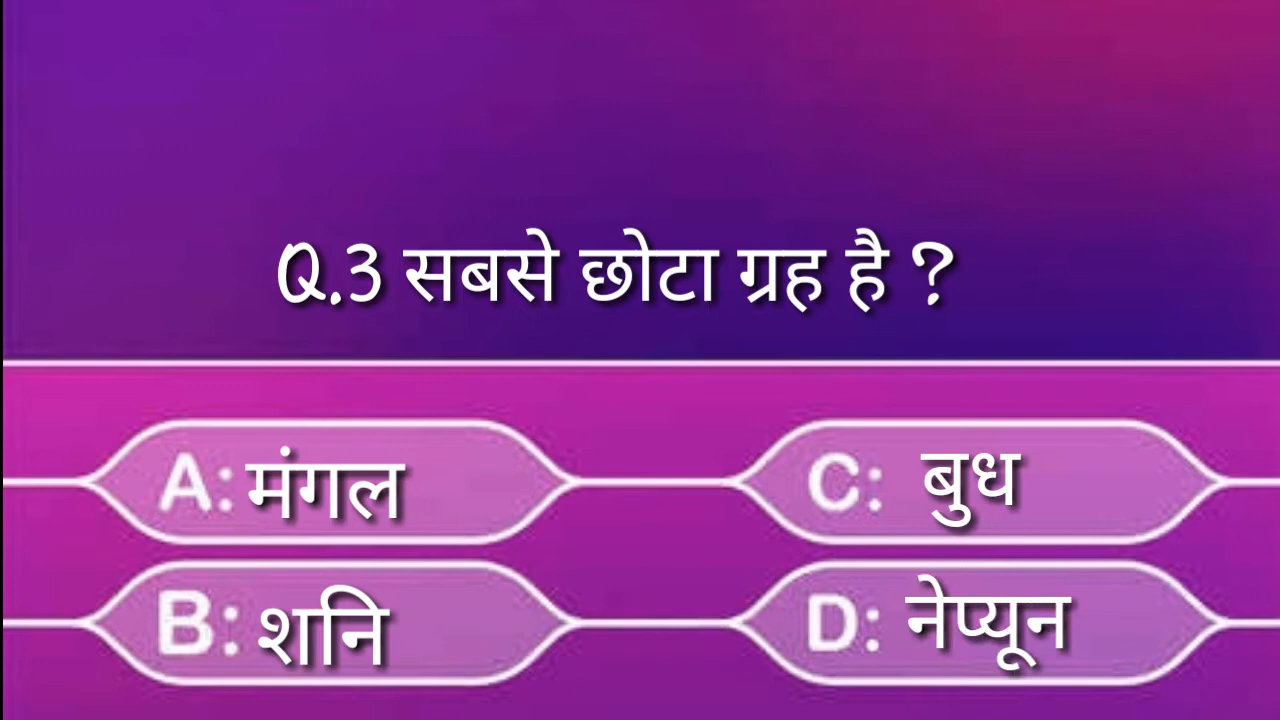 Q.3 सबसे छोटा ग्रह है ?
A: मंगल
C: बुध
B: शनि
D: नेप्यून